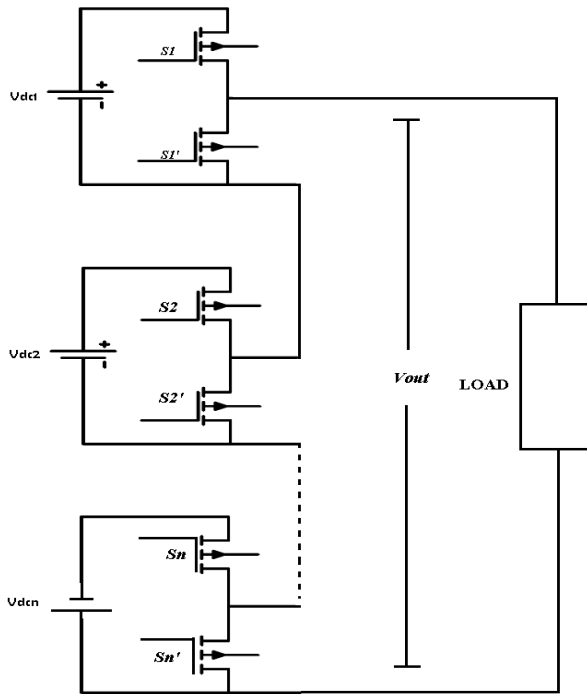 S1
Vdc1
+
-
S1'
S2
Vdc2
+
-
S2'
Vout
LOAD
Sn
Vdcn
Sn'